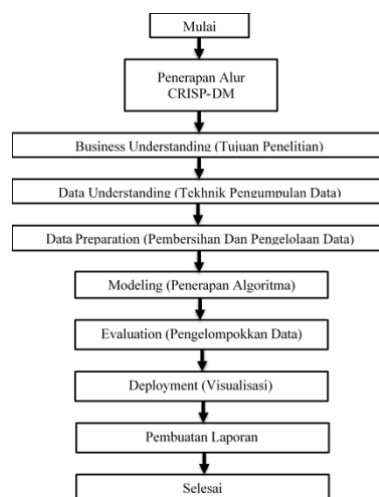 Mulai
Penerapan Alur
CRISP-DM
Business Understanding (Tujuan Penelitian)
Data Understanding (Tekhnik Pengumpulan Data)
Data Preparation (Pembersihan Dan Pengelolaan Data)
Modeling (Penerapan Algoritma)
Evaluation (Pengelompokkan Data)
Deployment (Visualisasi)
Pembuatan Laporan
Selesai